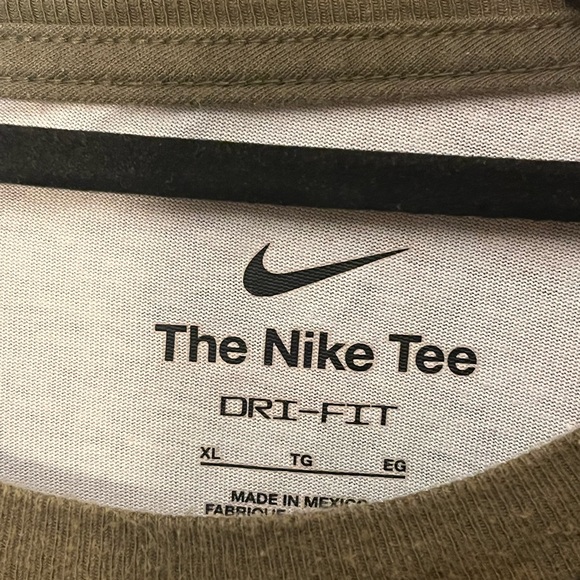 The Nike Tee
DRI-FIT
XL TG EG
MADE IN MEXICO